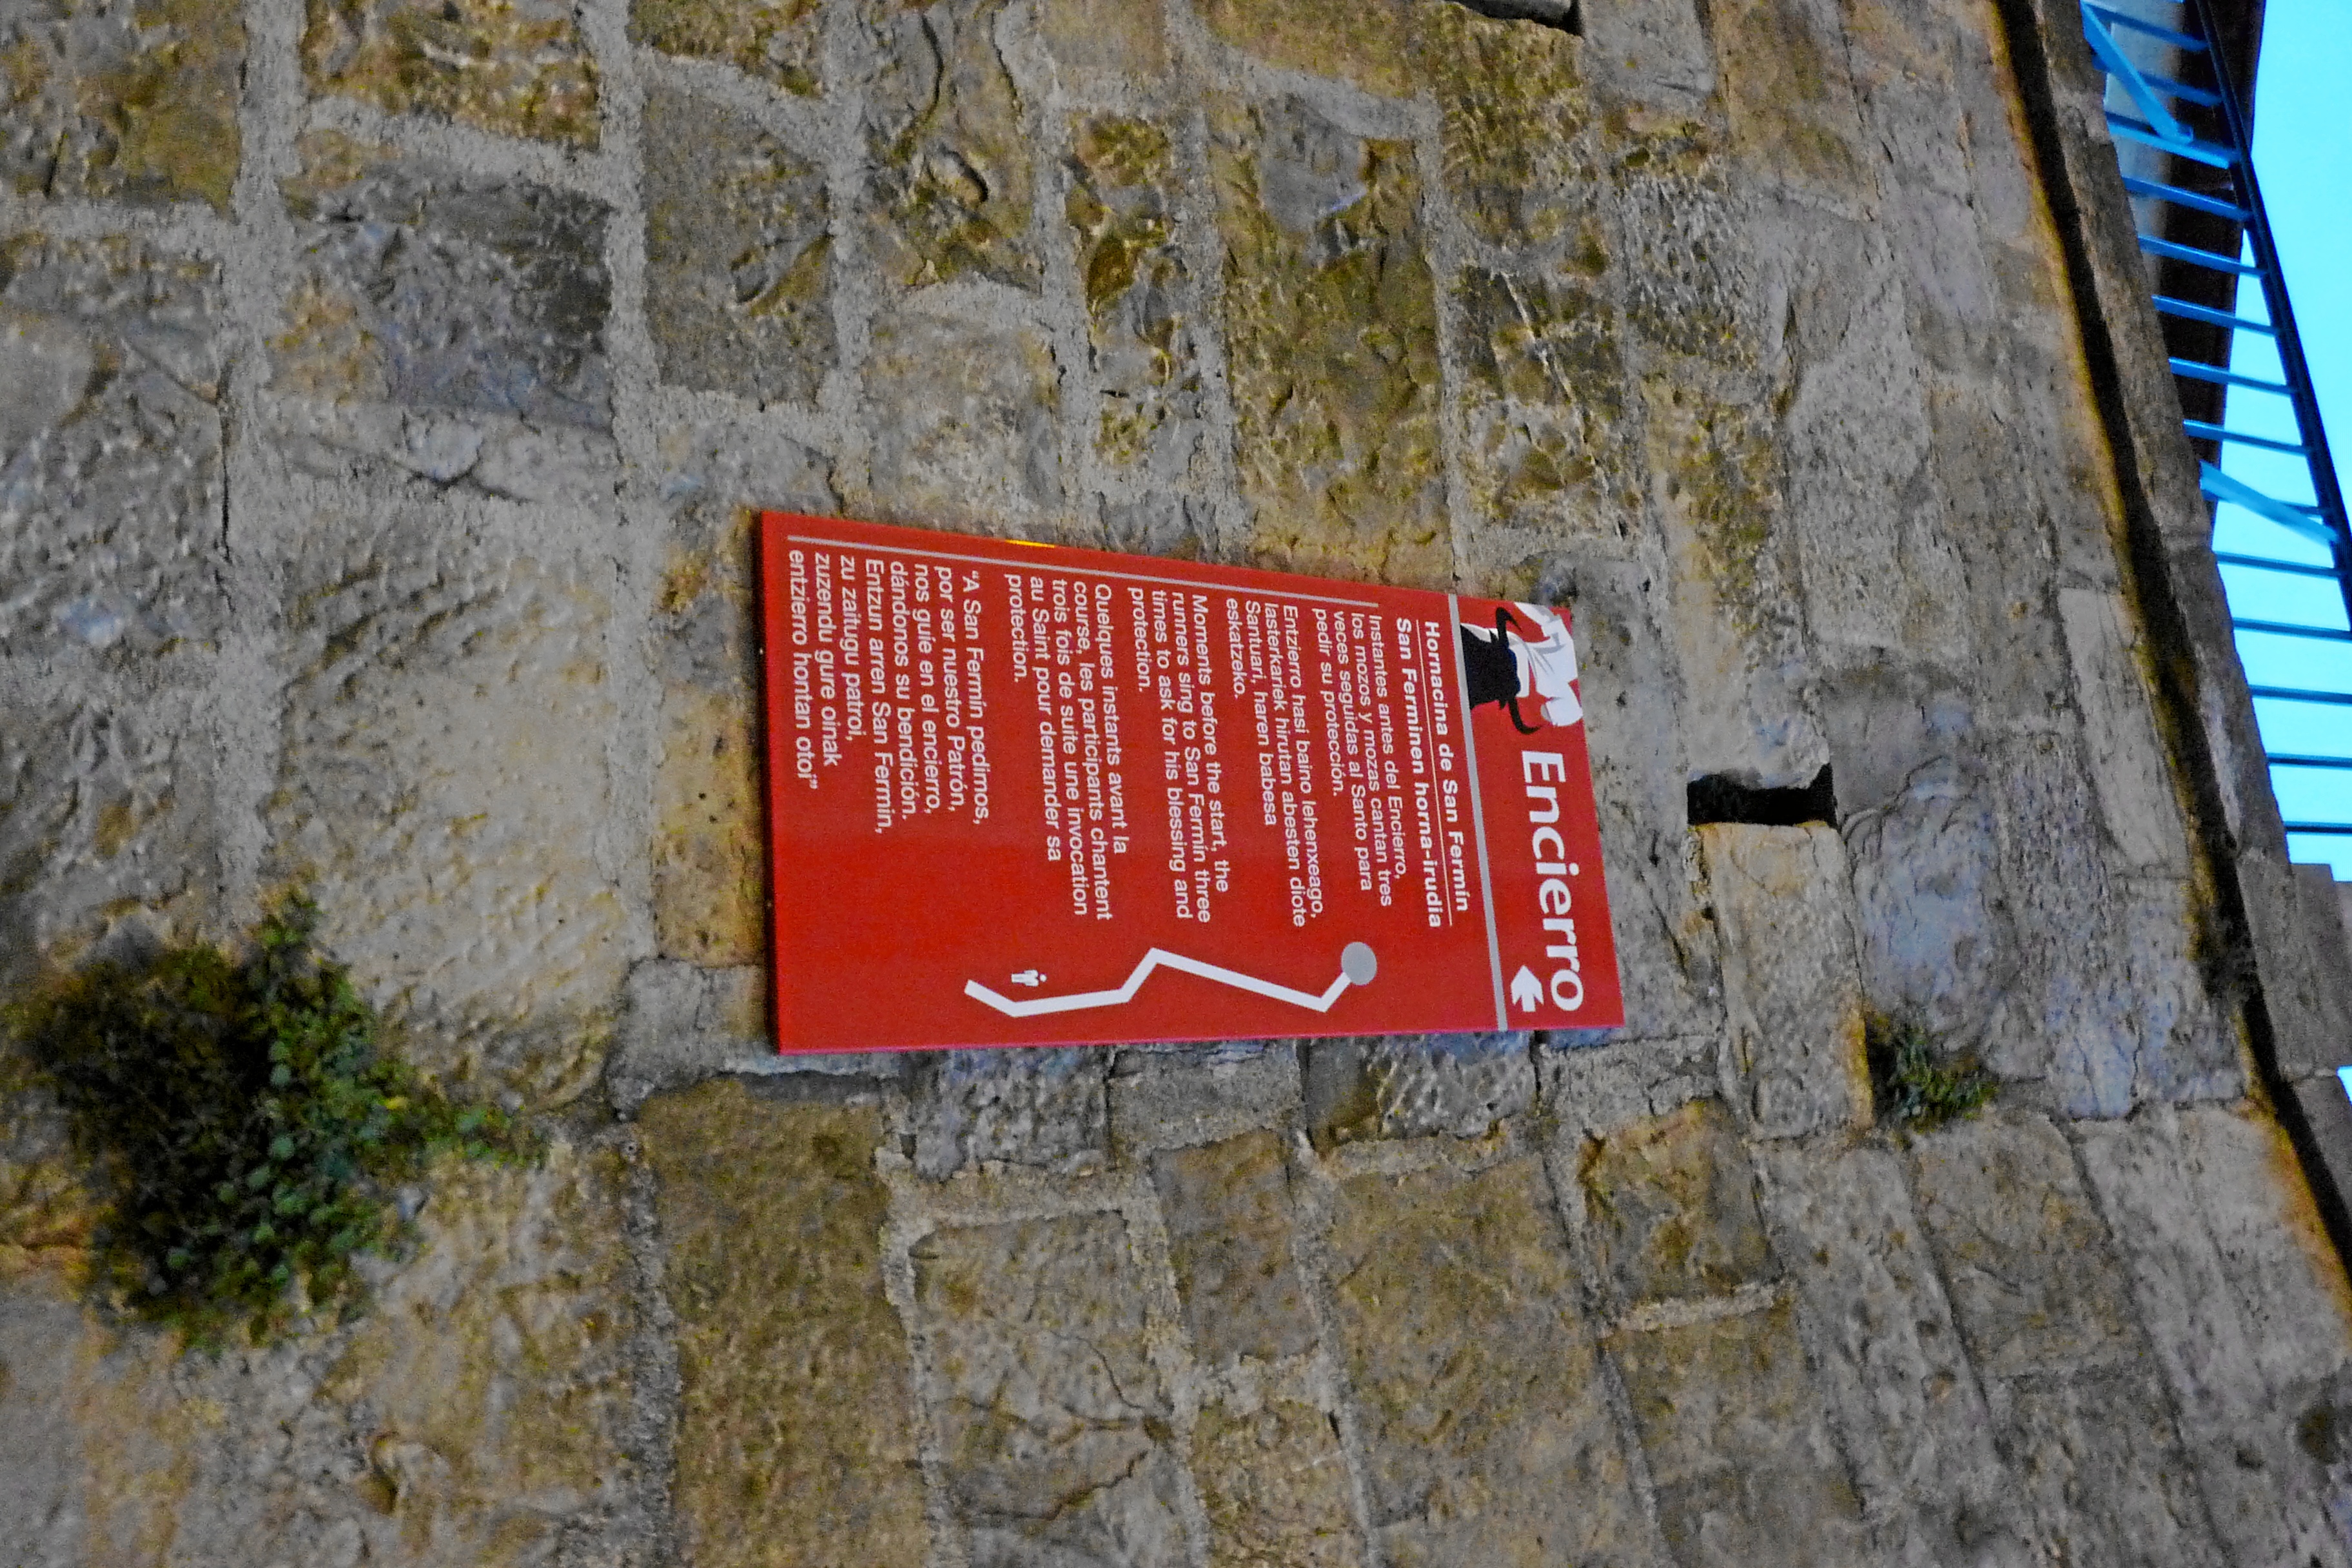 Encierro
Hornacina de San Fermín
San Ferminen horna-irudia
Instantes antes del Encierro,
los mozos y mozas cantan tres
veces seguidas al Santo para
pedir su protección.
Entzierro hasi baino lehenxeago,
lasterkariek hirutan abesten diote
Santuari, haren babesa
eskatzeko.
Moments before the start, the
runners sing to San Fermín three
times to ask for his blessing and
protection.
Quelques instants avant la
course, les participants chantent
trois fois de suite une invocation
au Saint pour demander sa
protection.
“A San Fermín pedimos,
por ser nuestro Patrón,
nos guíe en el encierro,
dándonos su bendición.
Entzun arren San Fermin,
zu zaitugu patroi,
zuzendu gure oinak
entzierro hontan otoi”